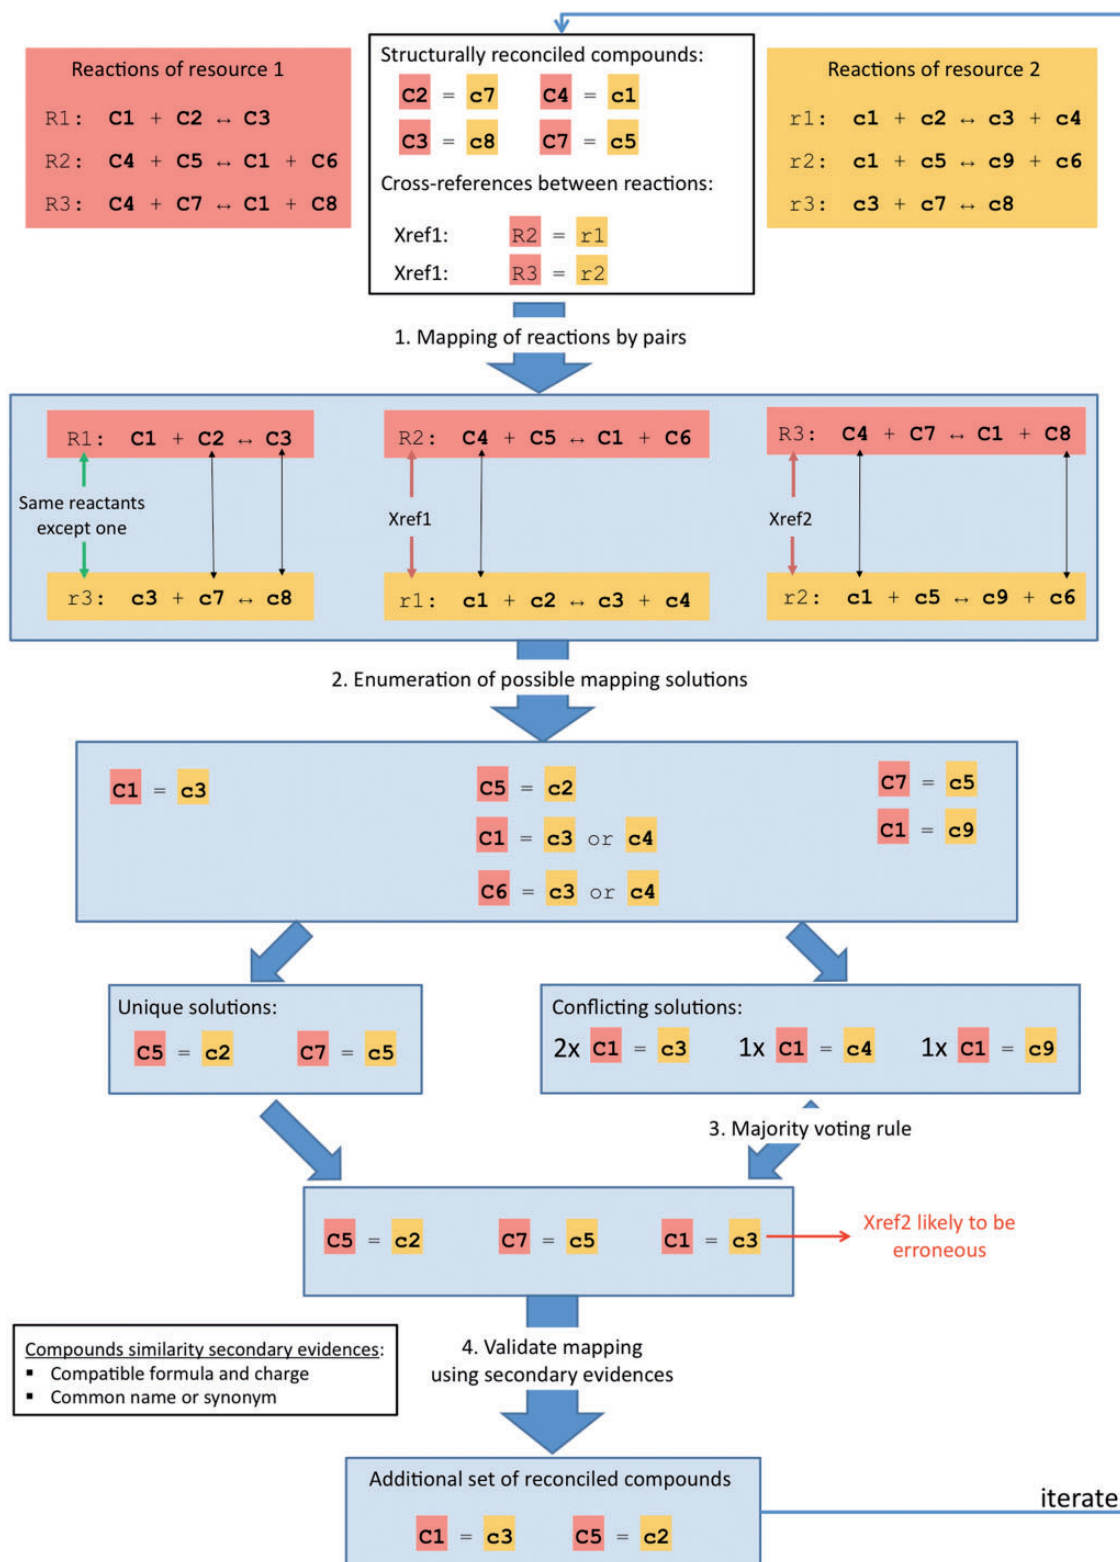 Reactions of resource 1
R1: C1 + C2 ↔ C3
R2: C4 + C5 ↔ C1 + C6
R3: C4 + C7 ↔ C1 + C8
Structurally reconciled compounds:
C2 = c7 C4 = c1
C3 = c8 C7 = c5
Cross-references between reactions:
Xref1: R2 = r1
Xref1: R3 = r2
Reactions of resource 2
r1: c1 + c2 ↔ c3 + c4
r2: c1 + c5 ↔ c9 + c6
r3: c3 + c7 ↔ c8
1. Mapping of reactions by pairs
R1: C1 + C2 ↔ C3
Same reactants
except one
r3: c3 + c7 ↔ c8
R2: C4 + C5 ↔ C1 + C6
Xref1
r1: c1 + c2 ↔ c3 + c4
R3: C4 + C7 ↔ C1 + C8
Xref2
r2: c1 + c5 ↔ c9 + c6
2. Enumeration of possible mapping solutions
C1 = c3
C5 = c2
C1 = c3 or c4
C6 = c3 or c4
C7 = c5
C1 = c9
Unique solutions:
C5 = c2 C7 = c5
Conflicting solutions:
2x C1 = c3 1x C1 = c4 1x C1 = c9
3. Majority voting rule
C5 = c2 C7 = c5 C1 = c3
Xref2 likely to be
erroneous
4. Validate mapping
using secondary evidences
Compounds similarity secondary evidences:
▪ Compatible formula and charge
▪ Common name or synonym
Additional set of reconciled compounds
C1 = c3 C5 = c2
iterate